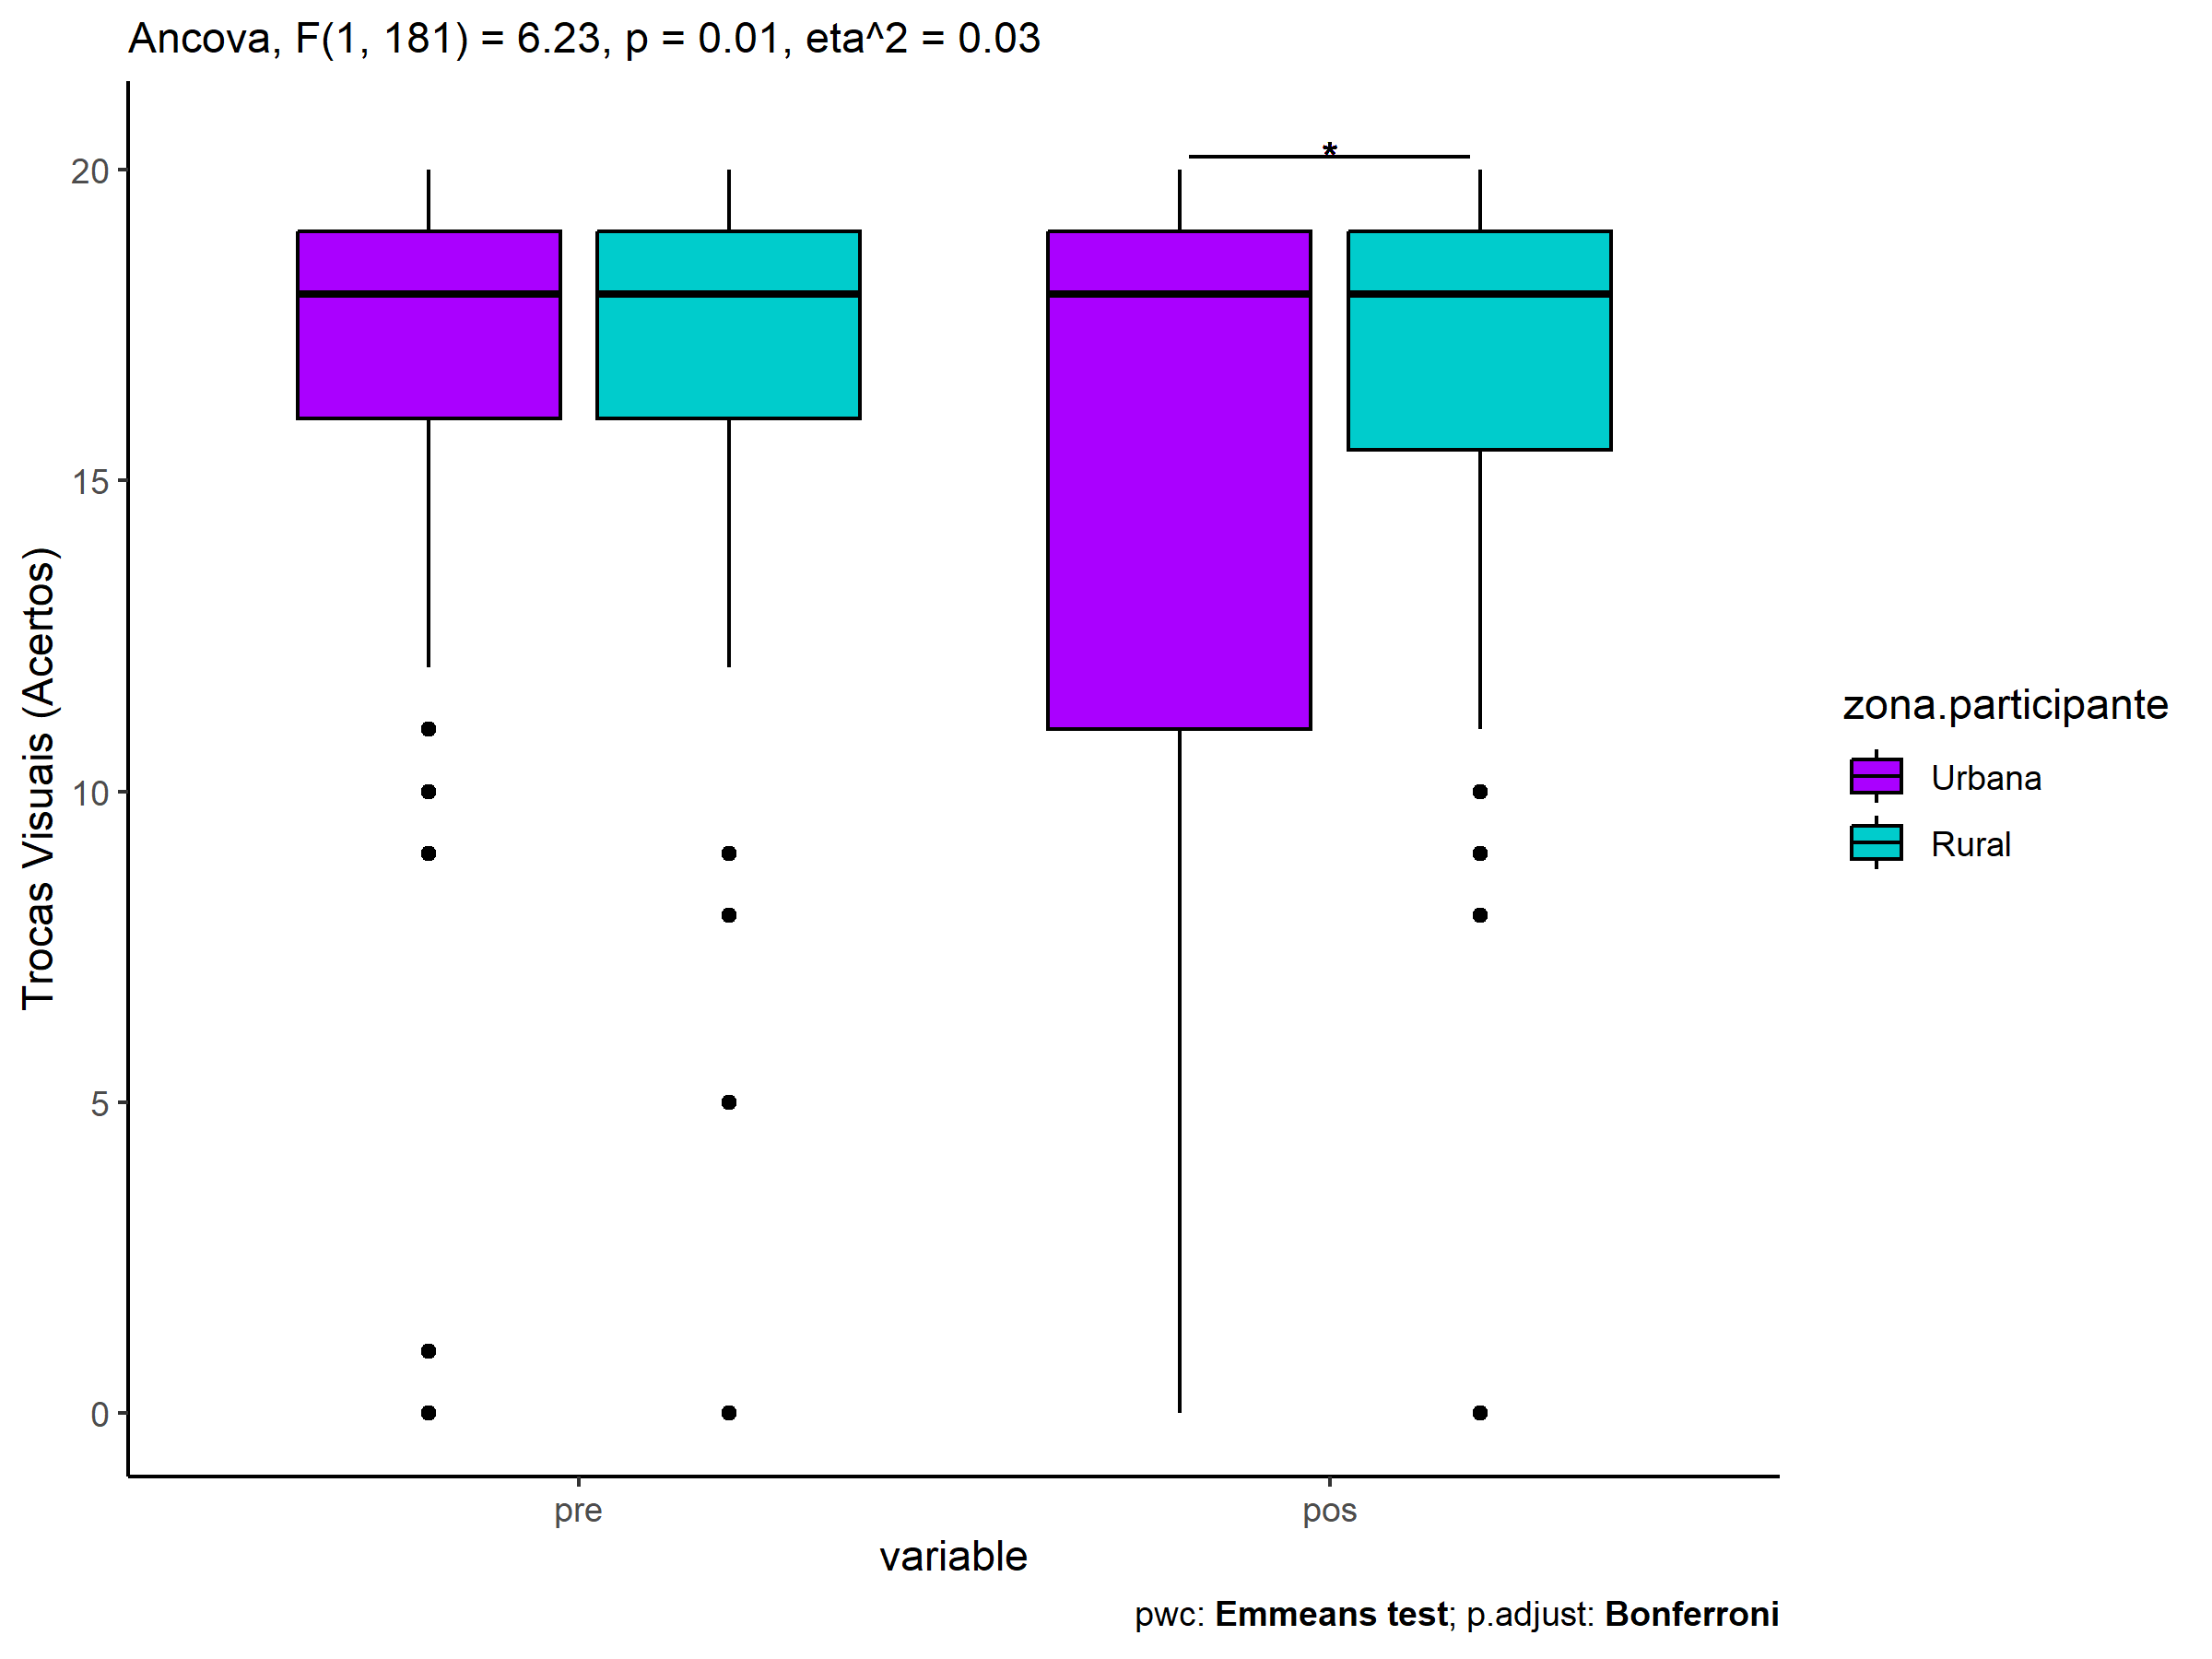 Ancova, F(1, 181) = 6.23, p = 0.01, eta^2 = 0.03
*
20
15
10
5
0
Trocas Visuais (Acertos)
pre
pos
variable
zona.participante
Urbana
Rural
pwc: Emmeans test; p.adjust: Bonferroni